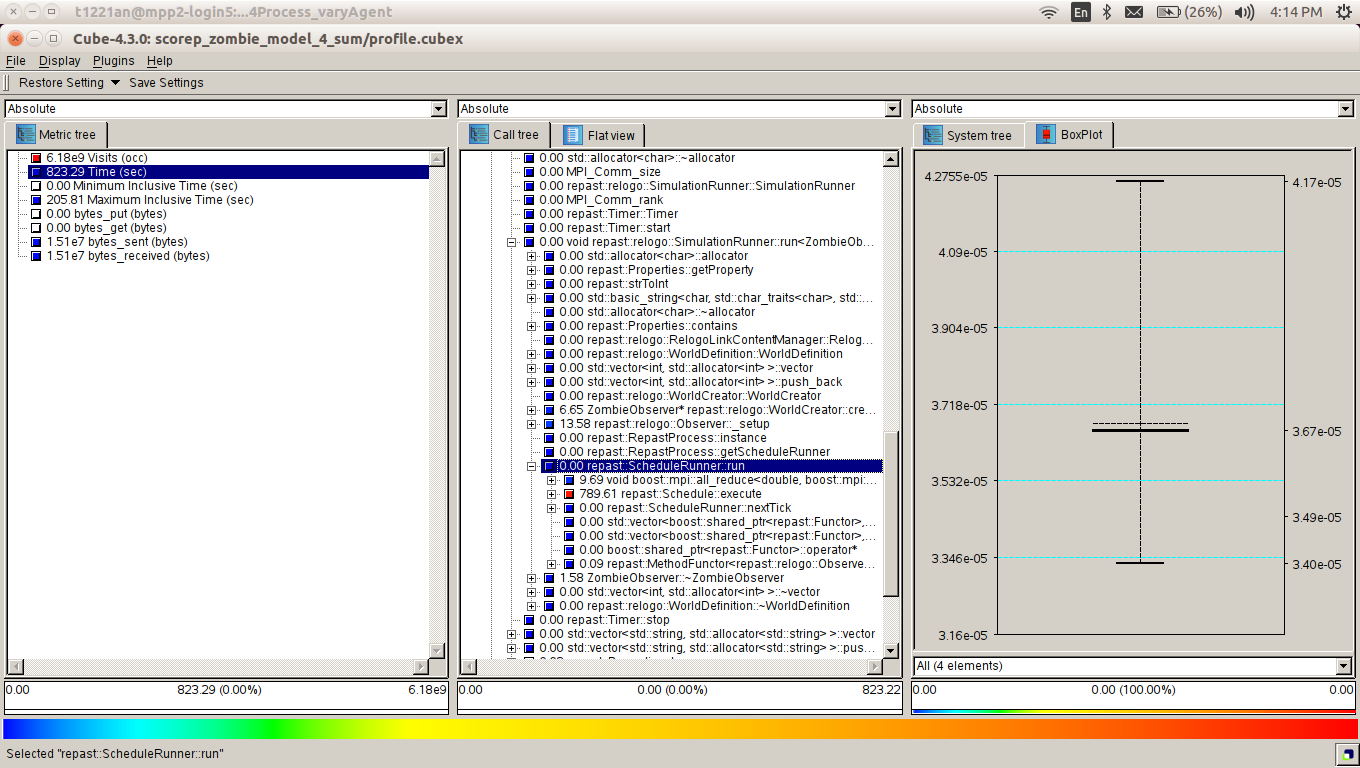 t1221an@mpp2-login5:...4Process_varyAgent
En
(26%)
4:14 PM
Cube-4.3.0: scorep_zombie_model_4_sum/profile.cubex
File Display Plugins Help
Restore Setting Save Settings
Absolute
Metric tree
6.18e9 Visits (occ)
823.29 Time (sec)
0.00 Minimum Inclusive Time (sec)
205.81 Maximum Inclusive Time (sec)
0.00 bytes_put (bytes)
0.00 bytes_get (bytes)
1.51e7 bytes_sent (bytes)
1.51e7 bytes_received (bytes)
0.00 823.29 (0.00%) 6.18e9
Absolute
Call tree Flat view
0.00 std::allocator<char>::~allocator
0.00 MPI_Comm_size
0.00 repast::relogo::SimulationRunner::SimulationRunner
0.00 MPI_Comm_rank
0.00 repast::Timer::Timer
0.00 repast::Timer::start
0.00 void repast::relogo::SimulationRunner::run<ZombieOb...
0.00 std::allocator<char>::allocator
0.00 repast::Properties::getProperty
0.00 repast::strToInt
0.00 std::basic_string<char, std::char_traits<char>, std::...
0.00 std::allocator<char>::~allocator
0.00 repast::Properties::contains
0.00 repast::relogo::RelogoLinkContentManager::Relog...
0.00 repast::relogo::WorldDefinition::WorldDefinition
0.00 std::vector<int, std::allocator<int> >::vector
0.00 std::vector<int, std::allocator<int> >::push_back
0.00 repast::relogo::WorldCreator::WorldCreator
6.65 ZombieObserver* repast::relogo::WorldCreator::cre...
13.58 repast::relogo::Observer::_setup
0.00 repast::RepastProcess::instance
0.00 repast::RepastProcess::getScheduleRunner
0.00 repast::ScheduleRunner::run
9.69 void boost::mpi::all_reduce<double, boost::mpi:...
789.61 repast::Schedule::execute
0.00 repast::ScheduleRunner::nextTick
0.00 std::vector<boost::shared_ptr<repast::Functor>,...
0.00 std::vector<boost::shared_ptr<repast::Functor>,...
0.00 boost::shared_ptr<repast::Functor>::operator*
0.09 repast::MethodFunctor<repast::relogo::Observe...
1.58 ZombieObserver::~ZombieObserver
0.00 std::vector<int, std::allocator<int> >::~vector
0.00 repast::relogo::WorldDefinition::~WorldDefinition
0.00 repast::Timer::stop
0.00 std::vector<std::string, std::allocator<std::string> >::vector
0.00 std::vector<std::string, std::allocator<std::string> >::pus...
0.00 0.00 (0.00%) 823.22
Absolute
System tree BoxPlot
4.2755e-05
4.17e-05
4.09e-05
3.904e-05
3.718e-05
3.67e-05
3.532e-05
3.49e-05
3.346e-05
3.40e-05
3.16e-05
All (4 elements)
0.00 0.00 (100.00%) 0.00
Selected "repast::ScheduleRunner::run"